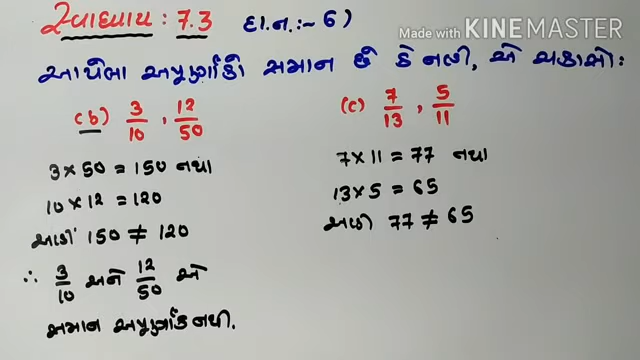 સ્વાધ્યાય : 7.3 દા.ન.:- 6)
Made with KINEMASTER
આપેલા અપૂર્ણાંકો સમાન છે કે નહી, એ ચકાસો :
(b) 3/10 , 12/50
3 × 50 = 150 તથા
10 × 12 = 120
અહીં 150 ≠ 120
∴ 3/10 અને 12/50 એ
સમાન અપૂર્ણાંક નથી.
(c) 7/13 , 5/11
7 × 11 = 77 તથા
13 × 5 = 65
અહીં 77 ≠ 65